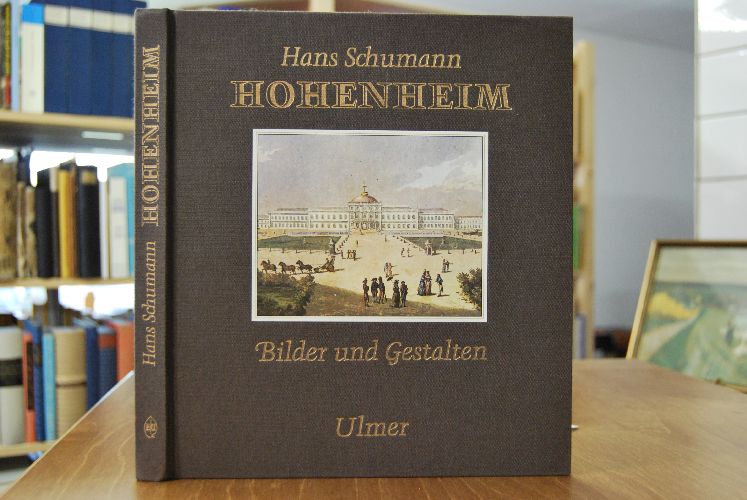 Hans Schumann
HOHENHEIM
Bilder und Gestalten
Ulmer
Hans Schumann HOHENHEIM